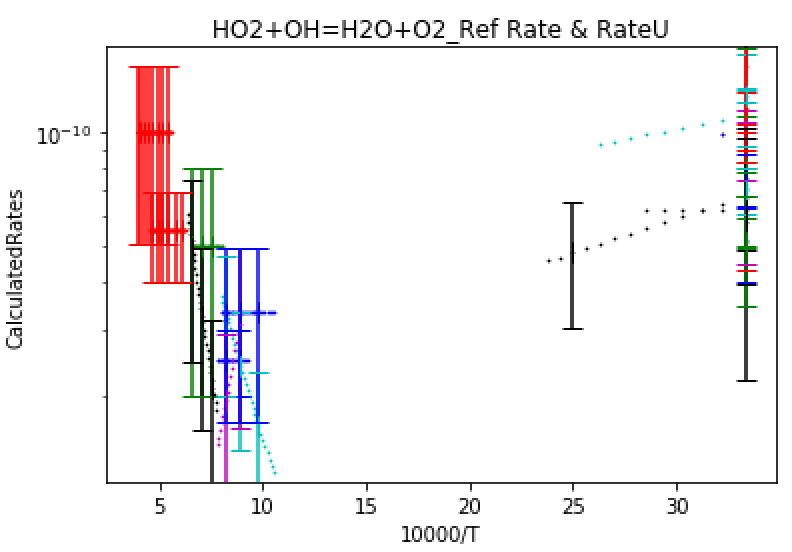 HO2+OH=H2O+O2_Ref Rate & RateU
10⁻¹⁰
CalculatedRates
5 10 15 20 25 30
10000/T